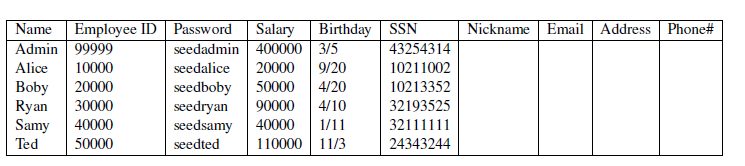 Name Employee ID Password Salary Birthday SSN Nickname Email Address Phone#
Admin 99999 seedadmin 400000 3/5 43254314
Alice 10000 seedalice 20000 9/20 10211002
Boby 20000 seedboby 50000 4/20 10213352
Ryan 30000 seedryan 90000 4/10 32193525
Samy 40000 seedsamy 40000 1/11 32111111
Ted 50000 seedted 110000 11/3 24343244